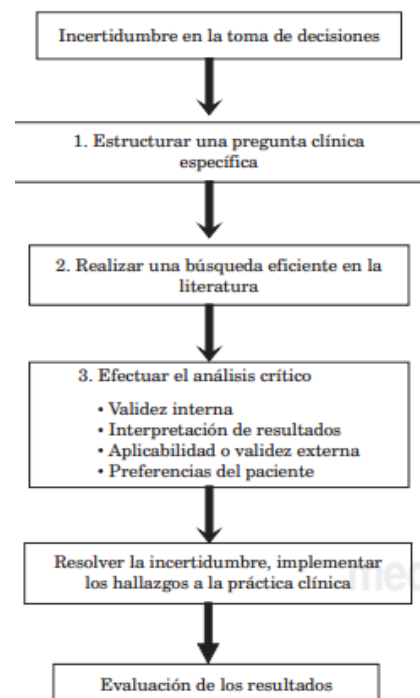 Incertidumbre en la toma de decisiones
1. Estructurar una pregunta clínica
específica
2. Realizar una búsqueda eficiente en la
literatura
3. Efectuar el análisis crítico
• Validez interna
• Interpretación de resultados
• Aplicabilidad o validez externa
• Preferencias del paciente
Resolver la incertidumbre, implementar
los hallazgos a la práctica clínica
Evaluación de los resultados